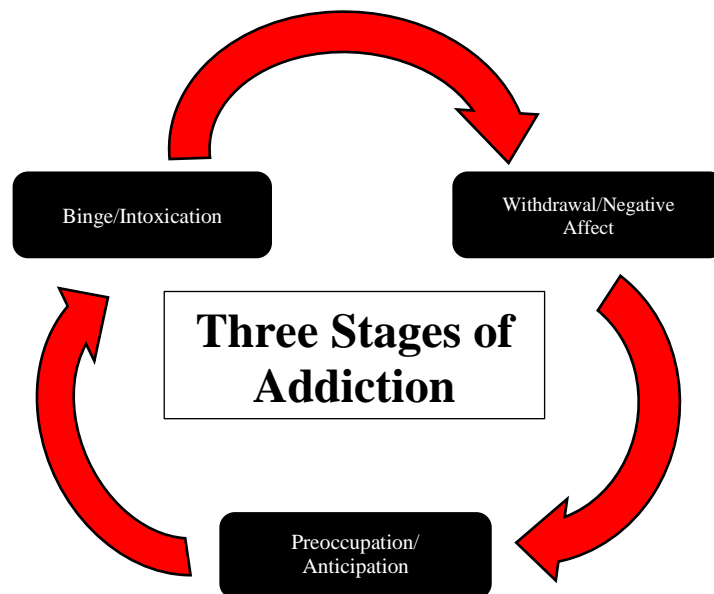 Binge/Intoxication
Withdrawal/Negative
Affect
Three Stages of
Addiction
Preoccupation/
Anticipation